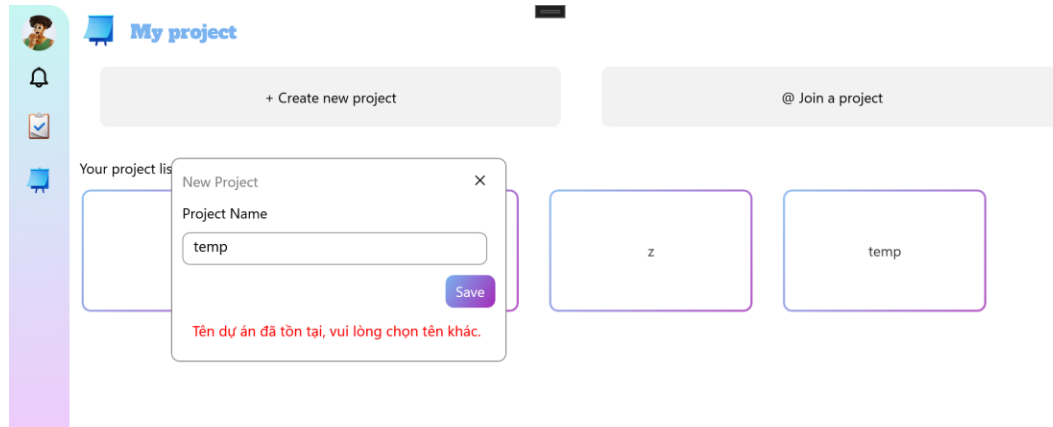 My project
+ Create new project
@ Join a project
Your project lis
New Project
Project Name
temp
Save
Tên dự án đã tồn tại, vui lòng chọn tên khác.
z
temp